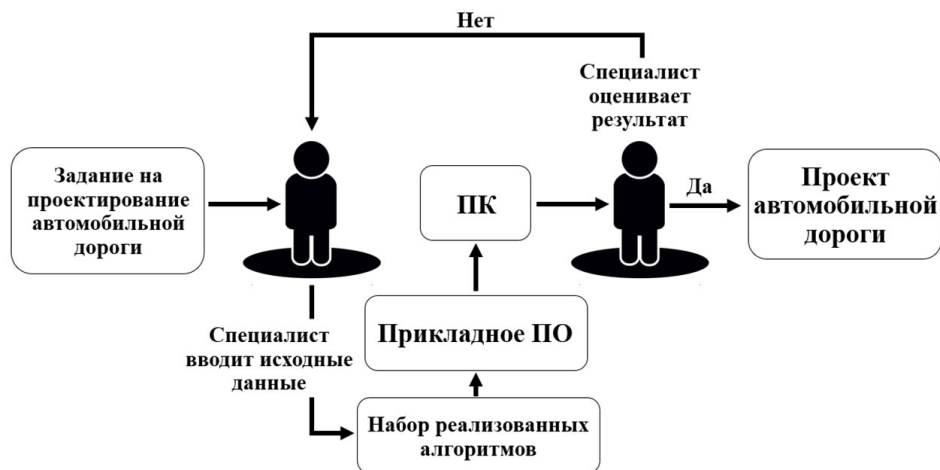 Нет
Специалист
оценивает
результат
Задание на
проектирование
автомобильной
дороги
ПК
Да
Проект
автомобильной
дороги
Специалист
вводит исходные
данные
Прикладное ПО
Набор реализованных
алгоритмов